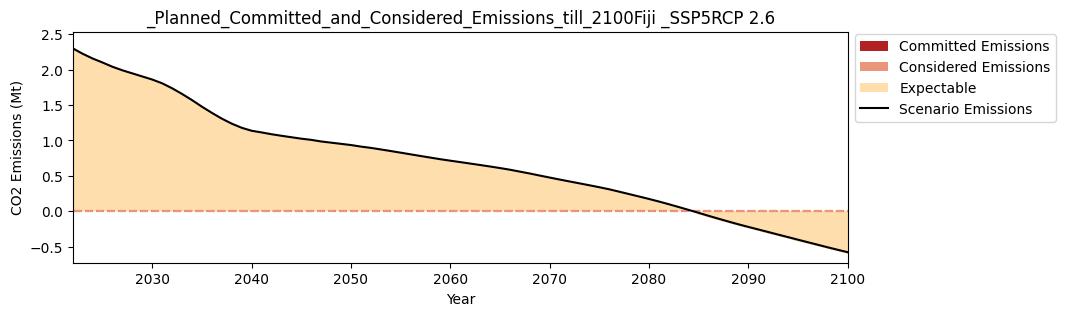 _Planned_Committed_and_Considered_Emissions_till_2100Fiji _SSP5RCP 2.6
CO2 Emissions (Mt)
2.5
2.0
1.5
1.0
0.5
0.0
−0.5
2030 2040 2050 2060 2070 2080 2090 2100
Year
Committed Emissions
Considered Emissions
Expectable
Scenario Emissions